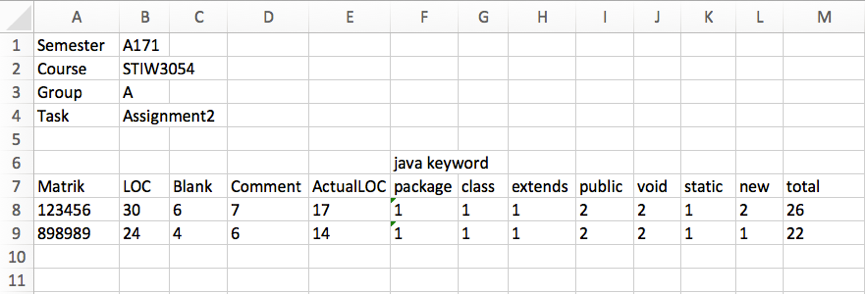 A B C D E F G H I J K L M
1 Semester A171
2 Course STIW3054
3 Group A
4 Task Assignment2
5
6 java keyword
7 Matrik LOC Blank Comment ActualLOC package class extends public void static new total
8 123456 30 6 7 17 1 1 1 2 2 1 2 26
9 898989 24 4 6 14 1 1 1 2 2 1 1 22
10
11